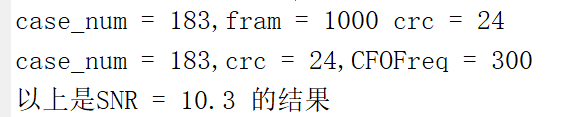 case_num = 183,fram = 1000 crc = 24
case_num = 183,crc = 24,CFOFreq = 300
以上是SNR = 10.3 的结果